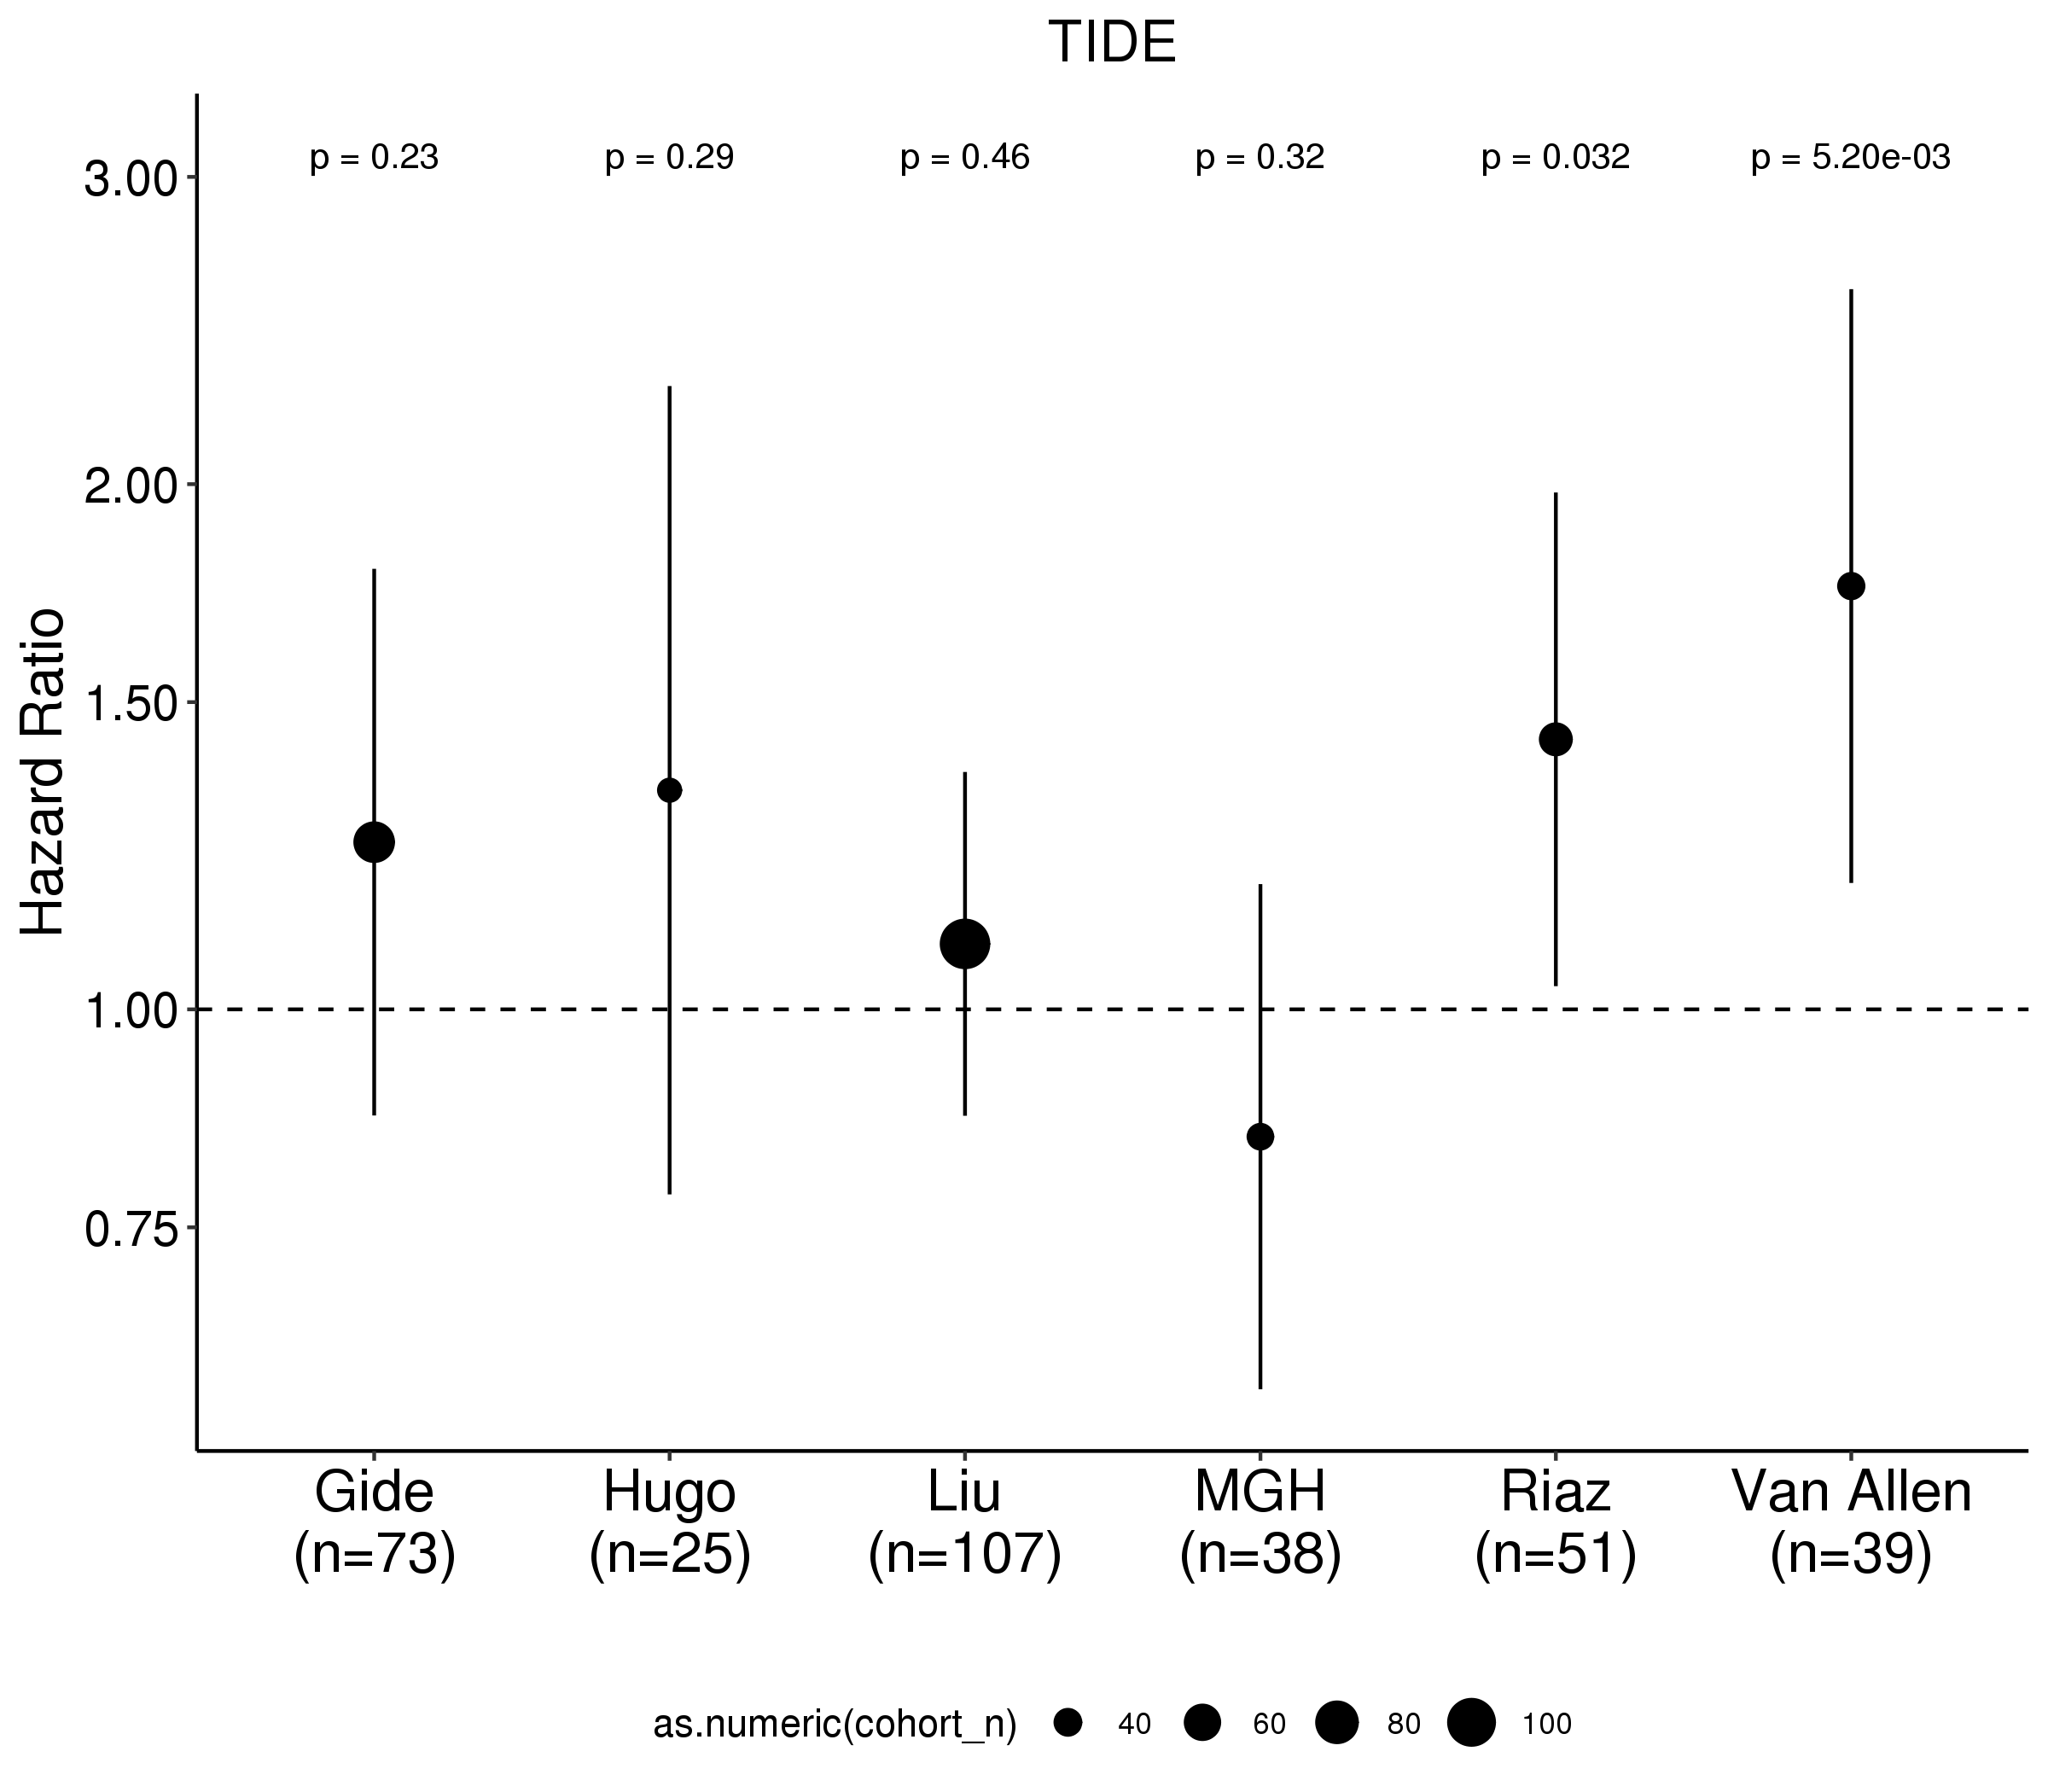 TIDE
p = 0.23 p = 0.29 p = 0.46 p = 0.32 p = 0.032 p = 5.20e-03
3.00
2.00
1.50
1.00
0.75
Hazard Ratio
Gide Hugo Liu MGH Riaz Van Allen
(n=73) (n=25) (n=107) (n=38) (n=51) (n=39)
as.numeric(cohort_n) 40 60 80 100